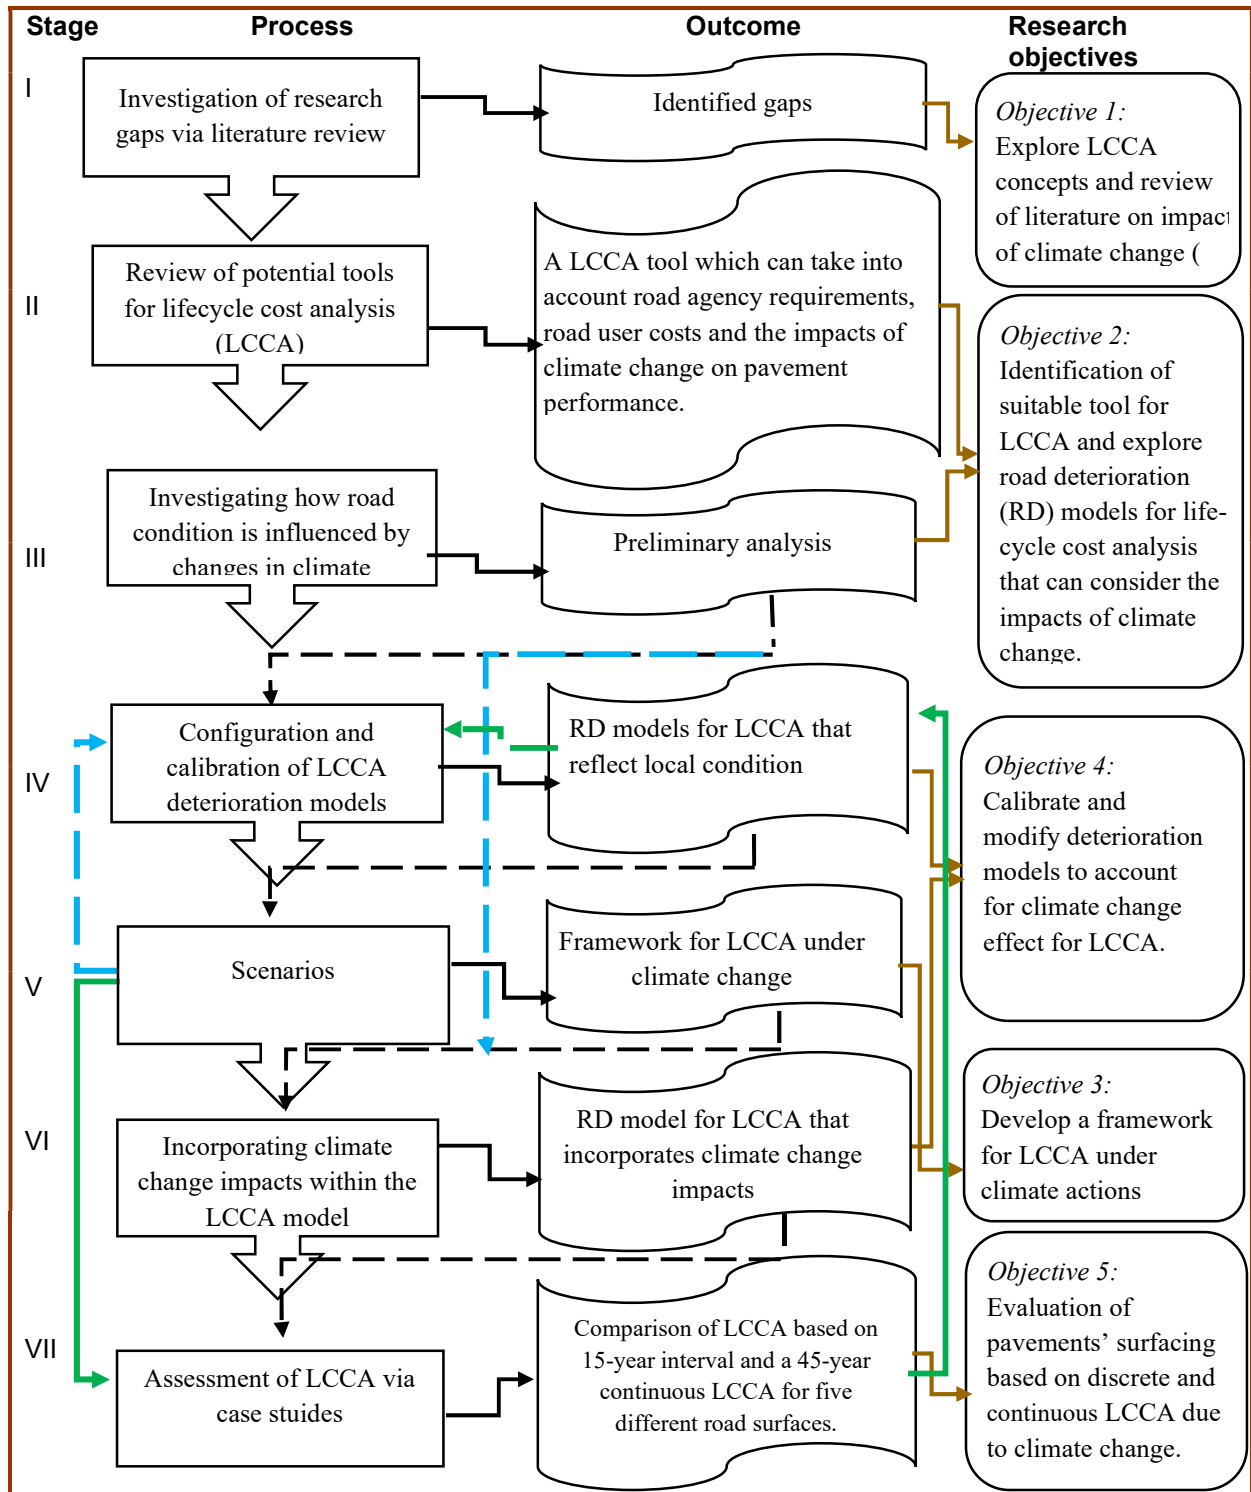 Stage
Process
Outcome
Research
objectives
I
Investigation of research
gaps via literature review
Identified gaps
Objective 1:
Explore LCCA
concepts and review
of literature on impact
of climate change (
II
Review of potential tools
for lifecycle cost analysis
(LCCA)
A LCCA tool which can take into
account road agency requirements,
road user costs and the impacts of
climate change on pavement
performance.
Objective 2:
Identification of
suitable tool for
LCCA and explore
road deterioration
(RD) models for life-
cycle cost analysis
that can consider the
impacts of climate
change.
III
Investigating how road
condition is influenced by
changes in climate
Preliminary analysis
IV
Configuration and
calibration of LCCA
deterioration models
RD models for LCCA that
reflect local condition
Objective 4:
Calibrate and
modify deterioration
models to account
for climate change
effect for LCCA.
V
Scenarios
Framework for LCCA under
climate change
Objective 3:
Develop a framework
for LCCA under
climate actions
VI
Incorporating climate
change impacts within the
LCCA model
RD model for LCCA that
incorporates climate change
impacts
VII
Assessment of LCCA via
case stuides
Comparison of LCCA based on
15-year interval and a 45-year
continuous LCCA for five
different road surfaces.
Objective 5:
Evaluation of
pavements’ surfacing
based on discrete and
continuous LCCA due
to climate change.